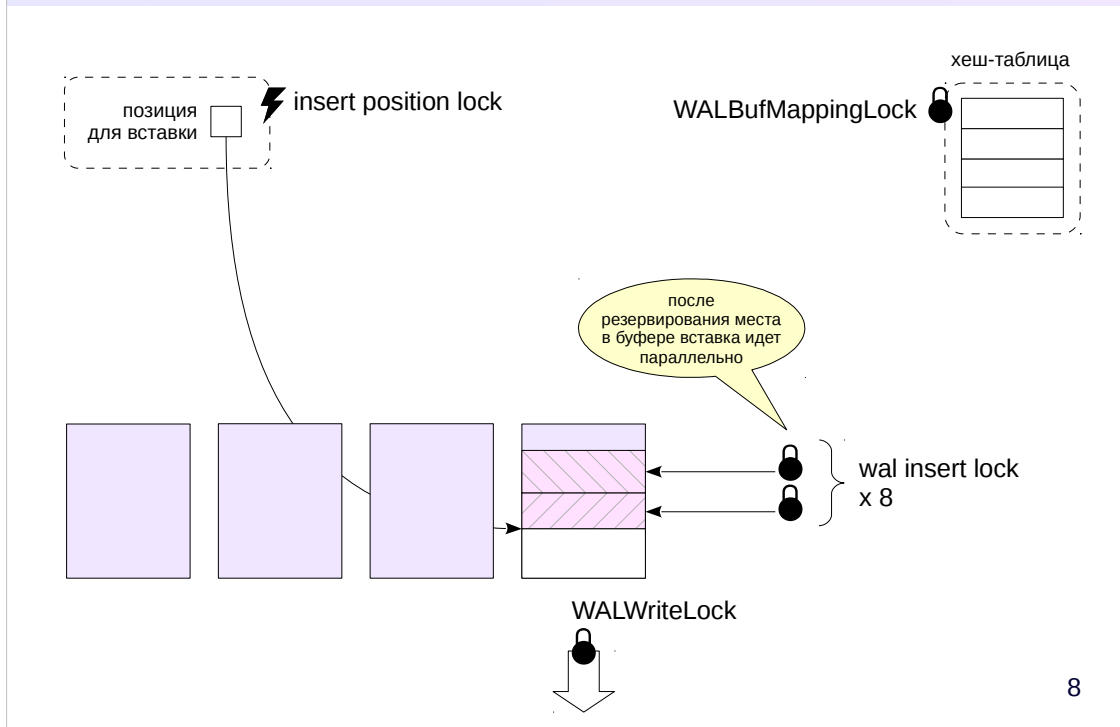 хеш-таблица
позиция
для вставки
insert position lock
WALBufMappingLock
после
резервирования места
в буфере вставка идет
параллельно
wal insert lock
x 8
WALWriteLock
8